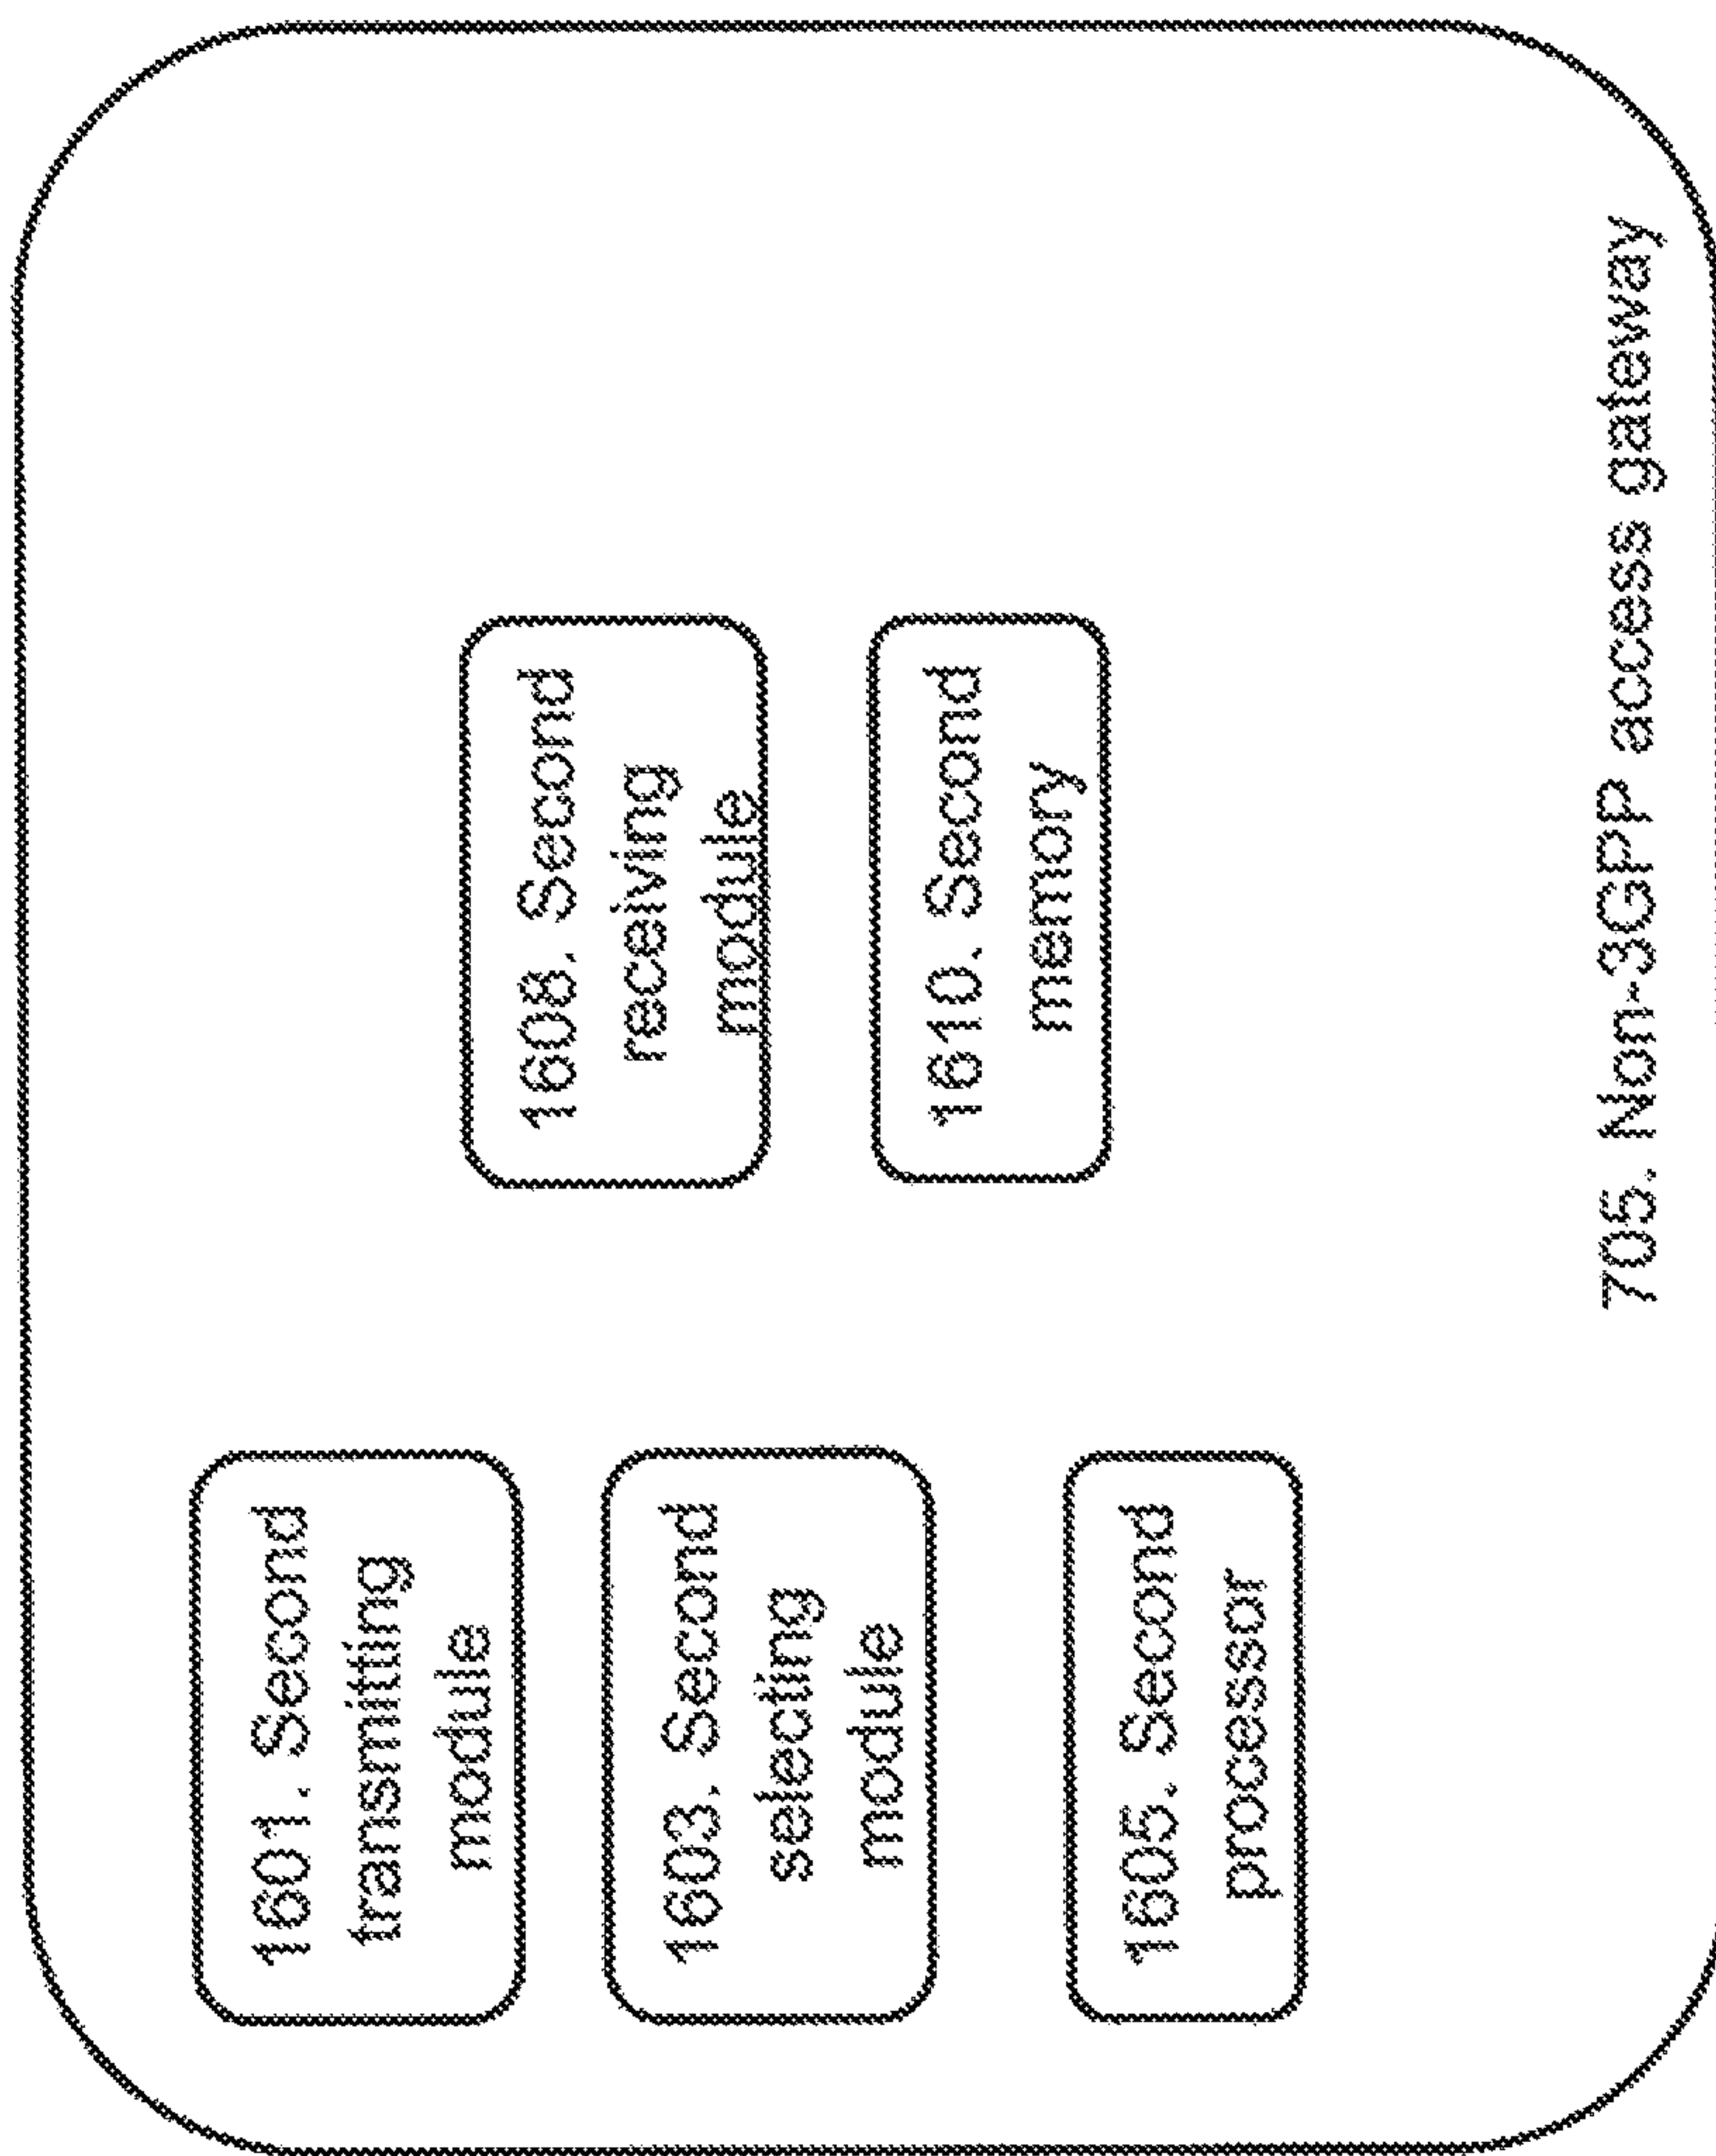 1601. Second
transmitting
module
1603. Second
selecting
module
1605. Second
processor
1608. Second
receiving
module
1610. Second
memory
705. Non-3GPP access gateway